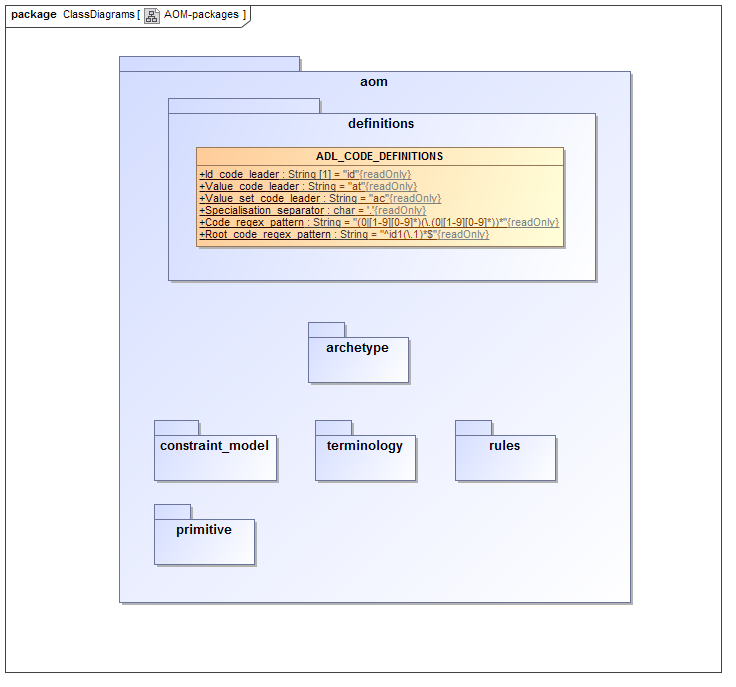 package ClassDiagrams [ AOM-packages ]
aom
definitions
ADL_CODE_DEFINITIONS
+Id_code_leader : String [1] = "id"{readOnly}
+Value_code_leader : String = "at"{readOnly}
+Value_set_code_leader : String = "ac"{readOnly}
+Specialisation_separator : char = '.'{readOnly}
+Code_regex_pattern : String = "(0|[1-9][0-9]*)(\.(0|[1-9][0-9]*))*"{readOnly}
+Root_code_regex_pattern : String = "^id1(\.1)*$"{readOnly}
archetype
constraint_model
terminology
rules
primitive